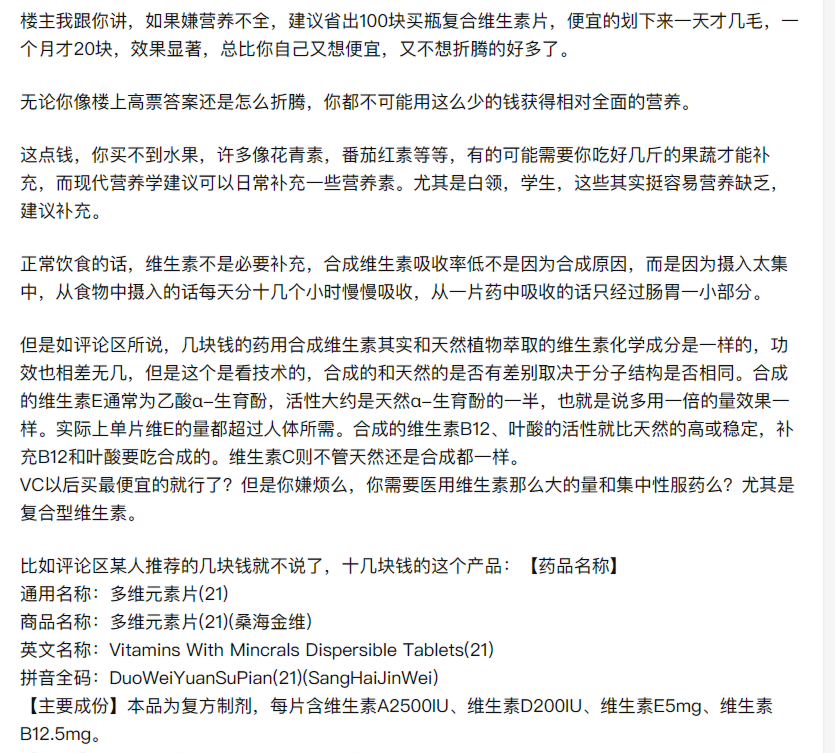 楼主我跟你讲，如果嫌营养不全，建议省出100块买瓶复合维生素片，便宜的划下来一天才几毛，一
个月才20块，效果显著，总比你自己又想便宜，又不想折腾的好多了。
无论你像楼上高票答案还是怎么折腾，你都不可能用这么少的钱获得相对全面的营养。
这点钱，你买不到水果，许多像花青素，番茄红素等等，有的可能需要你吃好几斤的果蔬才能补
充，而现代营养学建议可以日常补充一些营养素。尤其是白领，学生，这些其实挺容易营养缺乏，
建议补充。
正常饮食的话，维生素不是必要补充，合成维生素吸收率低不是因为合成原因，而是因为摄入太集
中，从食物中摄入的话每天分十几个小时慢慢吸收，从一片药中吸收的话只经过肠胃一小部分。
但是如评论区所说，几块钱的药用合成维生素其实和天然植物萃取的维生素化学成分是一样的，功
效也相差无几，但是这个是看技术的，合成的和天然的是否有差别取决于分子结构是否相同。合成
的维生素E通常为乙酸α-生育酚，活性大约是天然α-生育酚的一半，也就是说多用一倍的量效果一
样。实际上单片维E的量都超过人体所需。合成的维生素B12、叶酸的活性就比天然的高或稳定，补
充B12和叶酸要吃合成的。维生素C则不管天然还是合成都一样。
VC以后买最便宜的就行了？但是你嫌烦么，你需要医用维生素那么大的量和集中性服药么？尤其是
复合型维生素。
比如评论区某人推荐的几块钱就不说了，十几块钱的这个产品：【药品名称】
通用名称：多维元素片(21)
商品名称：多维元素片(21)(桑海金维)
英文名称：Vitamins With Mincrals Dispersible Tablets(21)
拼音全码：DuoWeiYuanSuPian(21)(SangHaiJinWei)
【主要成份】本品为复方制剂，每片含维生素A2500IU、维生素D200IU、维生素E5mg、维生素
B12.5mg。